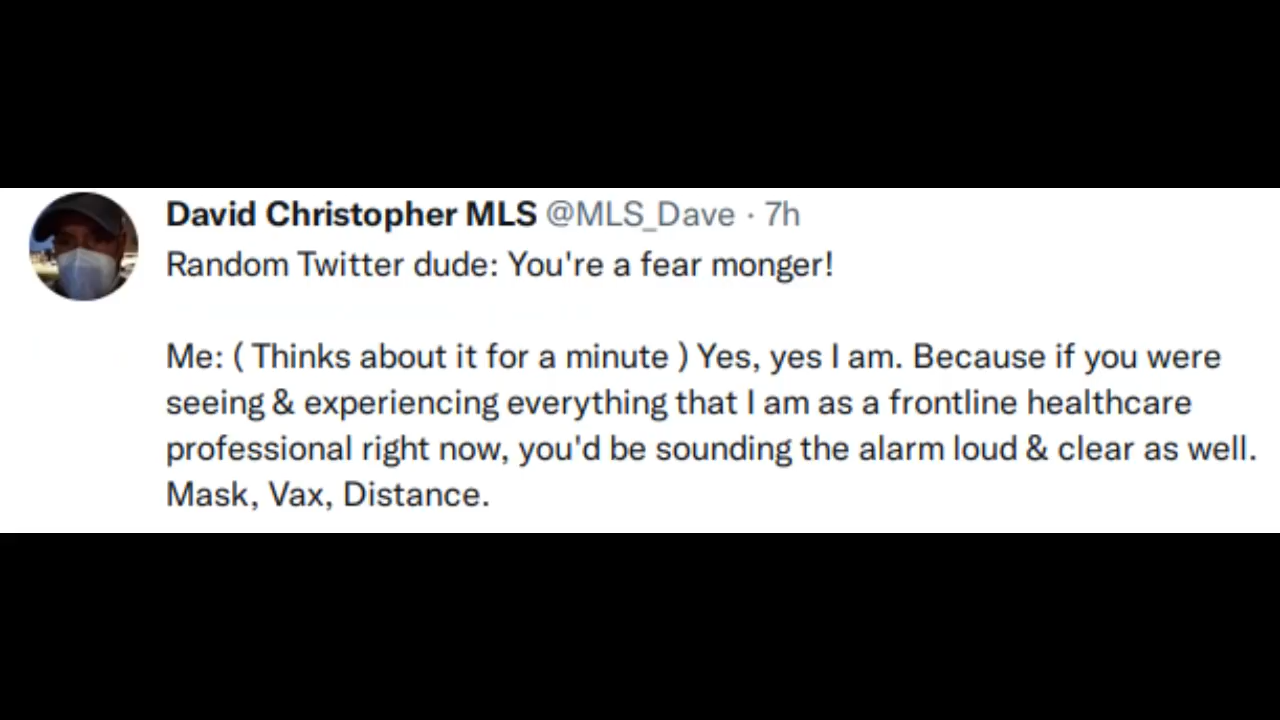 David Christopher MLS @MLS_Dave · 7h
Random Twitter dude: You're a fear monger!
Me: ( Thinks about it for a minute ) Yes, yes I am. Because if you were
seeing & experiencing everything that I am as a frontline healthcare
professional right now, you'd be sounding the alarm loud & clear as well.
Mask, Vax, Distance.